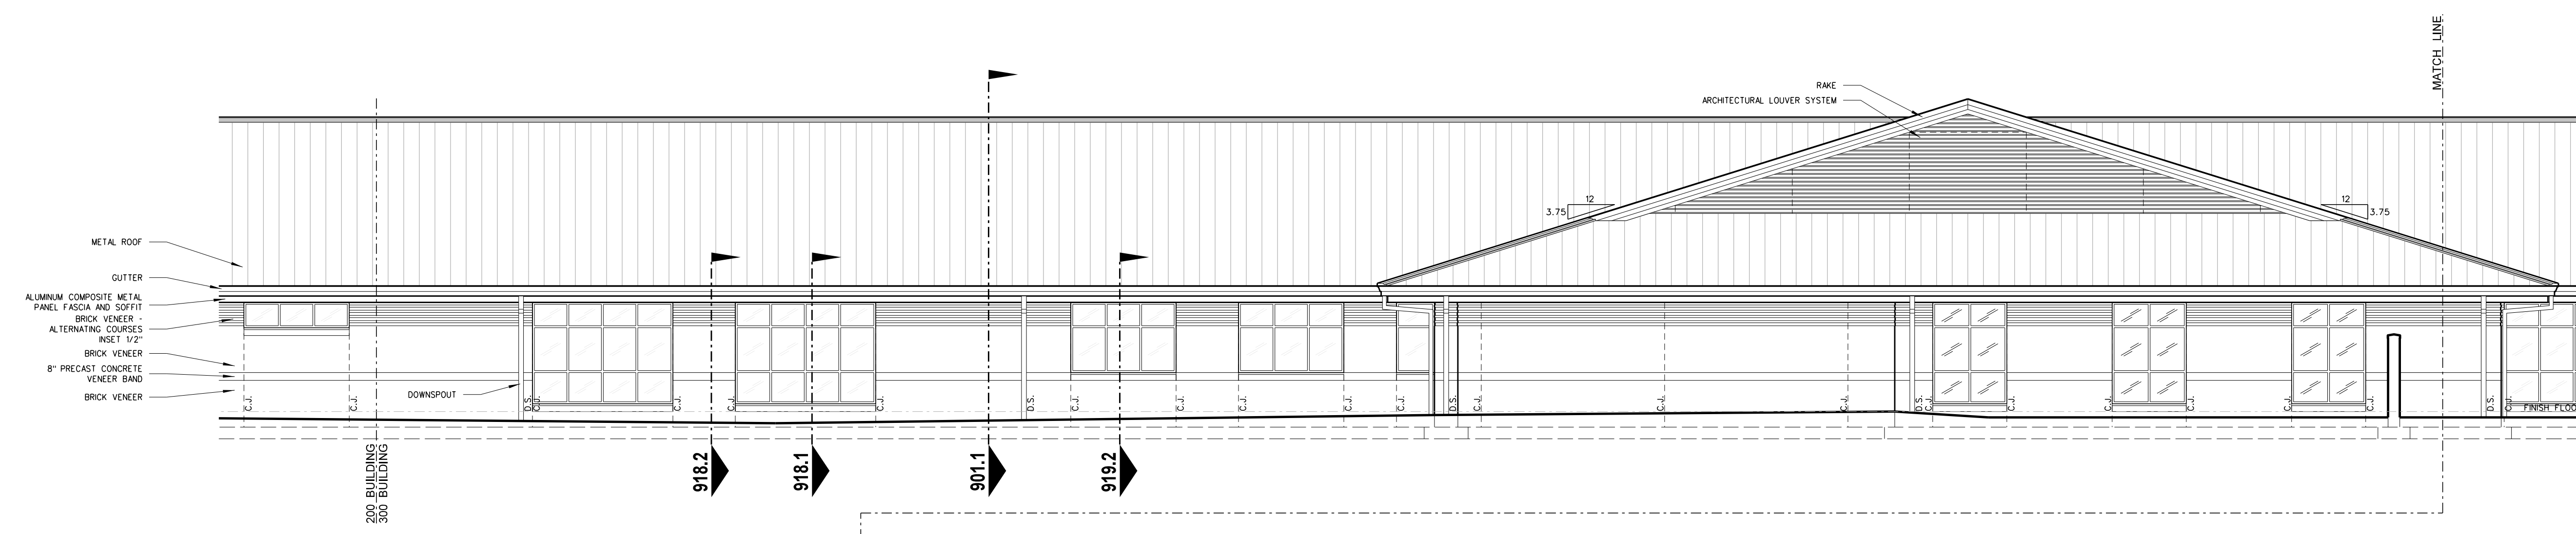 MATCH LINE
RAKE
ARCHITECTURAL LOUVER SYSTEM
12
3.75
12
3.75
METAL ROOF
GUTTER
ALUMINUM COMPOSITE METAL
PANEL FASCIA AND SOFFIT
BRICK VENEER -
ALTERNATING COURSES
INSET 1/2"
BRICK VENEER
8" PRECAST CONCRETE
VENEER BAND
BRICK VENEER
DOWNSPOUT
C.J.
C.J.
D.S.
C.J.
C.J.
C.J.
C.J.
D.S.
C.J.
C.J.
C.J.
C.J.
C.J.
D.S.
C.J.
C.J.
C.J.
D.S.
C.J.
C.J.
C.J.
C.J.
C.J.
C.J.
D.S.
C.J.
FINISH FLOO
200 BUILDING
300 BUILDING
918.2
918.1
901.1
919.2